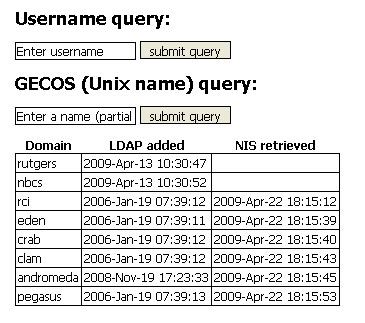 Username query:
Enter username submit query
GECOS (Unix name) query:
Enter a name (partial submit query
Domain LDAP added NIS retrieved
rutgers 2009-Apr-13 10:30:47
nbcs 2009-Apr-13 10:30:52
rci 2006-Jan-19 07:39:12 2009-Apr-22 18:15:12
eden 2006-Jan-19 07:39:11 2009-Apr-22 18:15:39
crab 2006-Jan-19 07:39:12 2009-Apr-22 18:15:40
clam 2006-Jan-19 07:39:12 2009-Apr-22 18:15:43
andromeda 2008-Nov-19 17:23:33 2009-Apr-22 18:15:45
pegasus 2006-Jan-19 07:39:13 2009-Apr-22 18:15:53